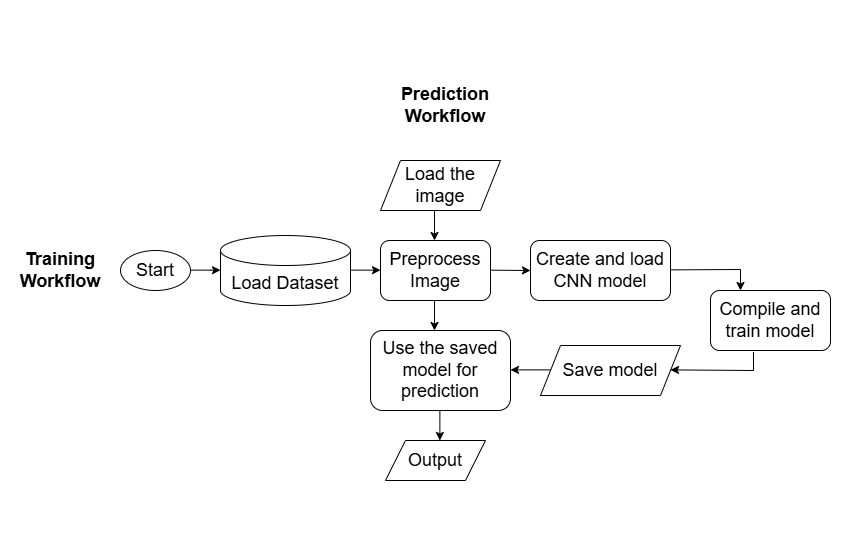 Prediction
Workflow
Load the
image
Training
Workflow
Start
Load Dataset
Preprocess
Image
Create and load
CNN model
Compile and
train model
Use the saved
model for
prediction
Save model
Output